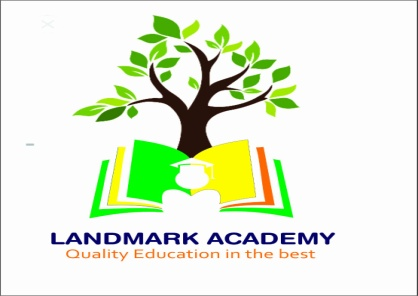 LANDMARK ACADEMY
Quality Education in the best